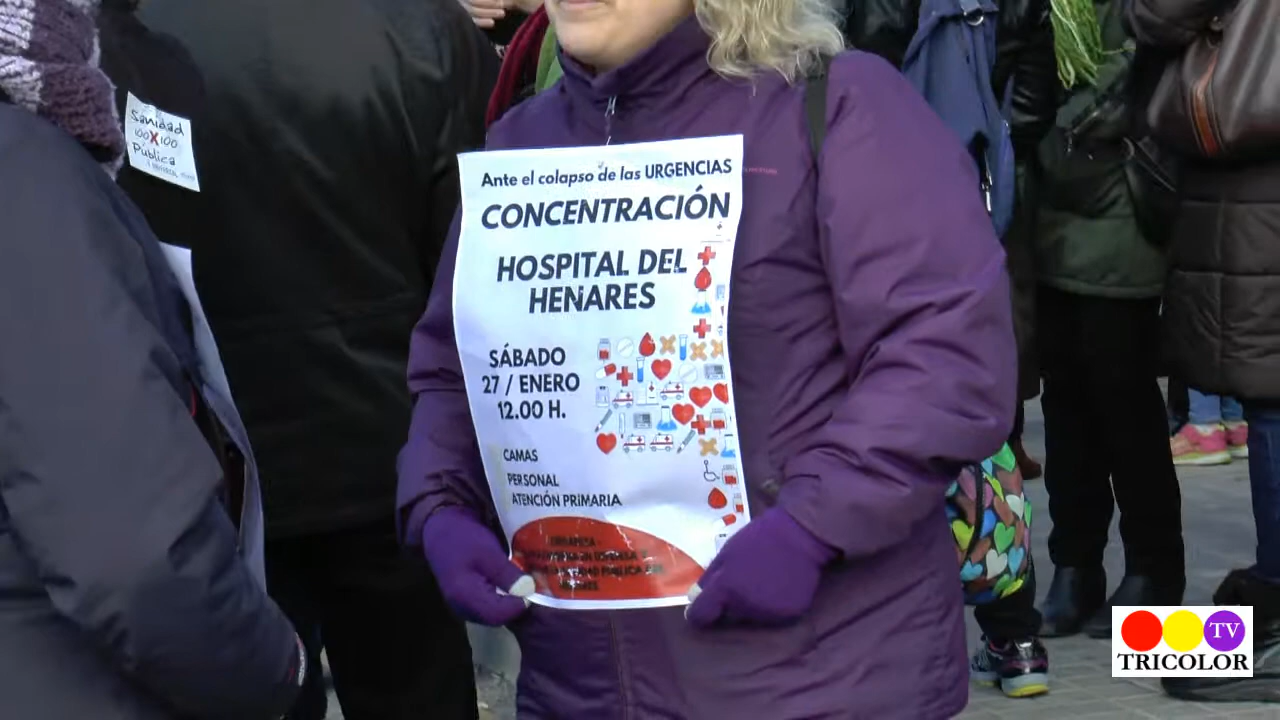 Sanidad
100X100
Pública
Ante el colapso de las URGENCIAS
CONCENTRACIÓN
HOSPITAL DEL
HENARES
SÁBADO
27 / ENERO
12.00 H.
CAMAS
PERSONAL
ATENCIÓN PRIMARIA
TV
TRICOLOR